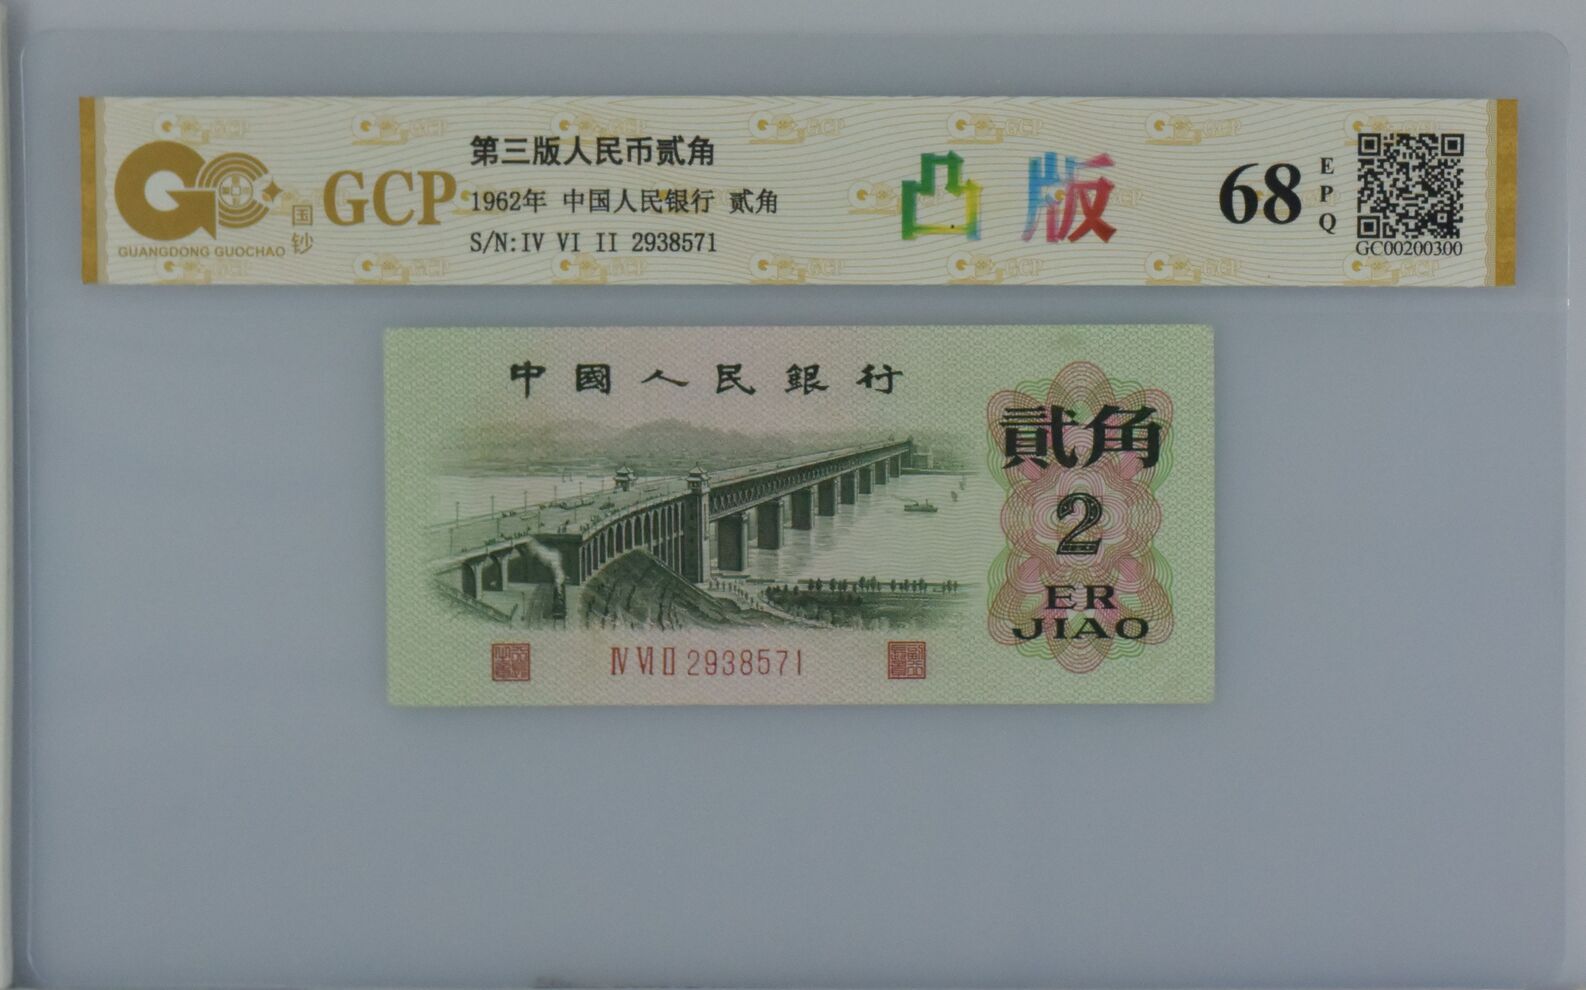 GUANGDONG GUOCHAO
国钞
GCP
第三版人民币贰角
1962年 中国人民银行 贰角
S/N:IV VI II 2938571
凸版
68
EPQ
GC00200300
中國人民銀行
貳角
2
ER
JIAO
IV VI II 2938571